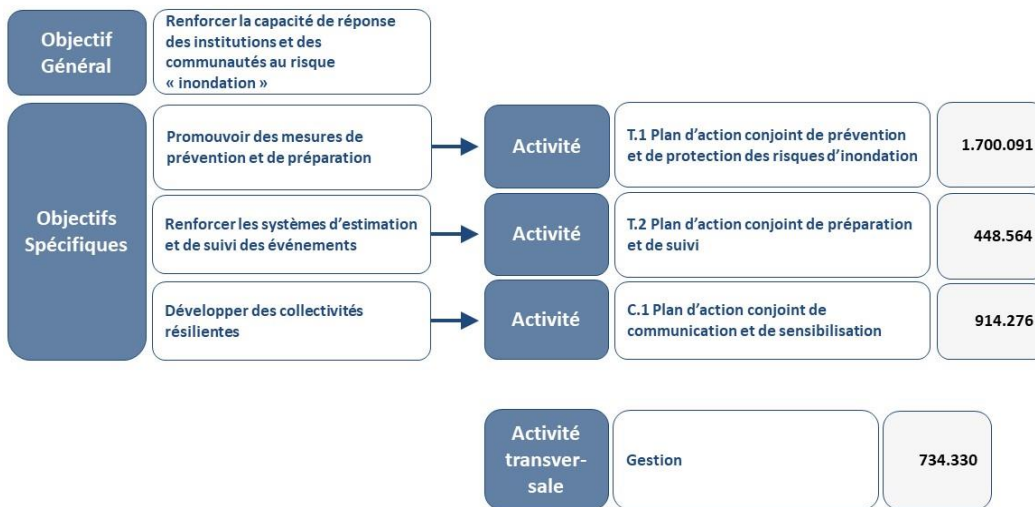 Objectif
Général
Renforcer la capacité de réponse
des institutions et des
communautés au risque
« inondation »
Objectifs
Spécifiques
Promouvoir des mesures de
prévention et de préparation
Activité
T.1 Plan d'action conjoint de prévention
et de protection des risques d'inondation
1.700.091
Renforcer les systèmes d'estimation
et de suivi des événements
Activité
T.2 Plan d'action conjoint de préparation
et de suivi
448.564
Développer des collectivités
résilientes
Activité
C.1 Plan d'action conjoint de
communication et de sensibilisation
914.276
Activité
transver-
sale
Gestion
734.330